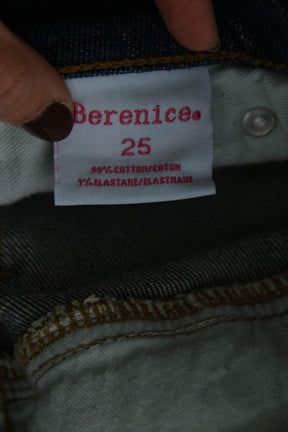 Berenice.
25
99% COTTON/COTON
1% ELASTANE/ELASTHANE